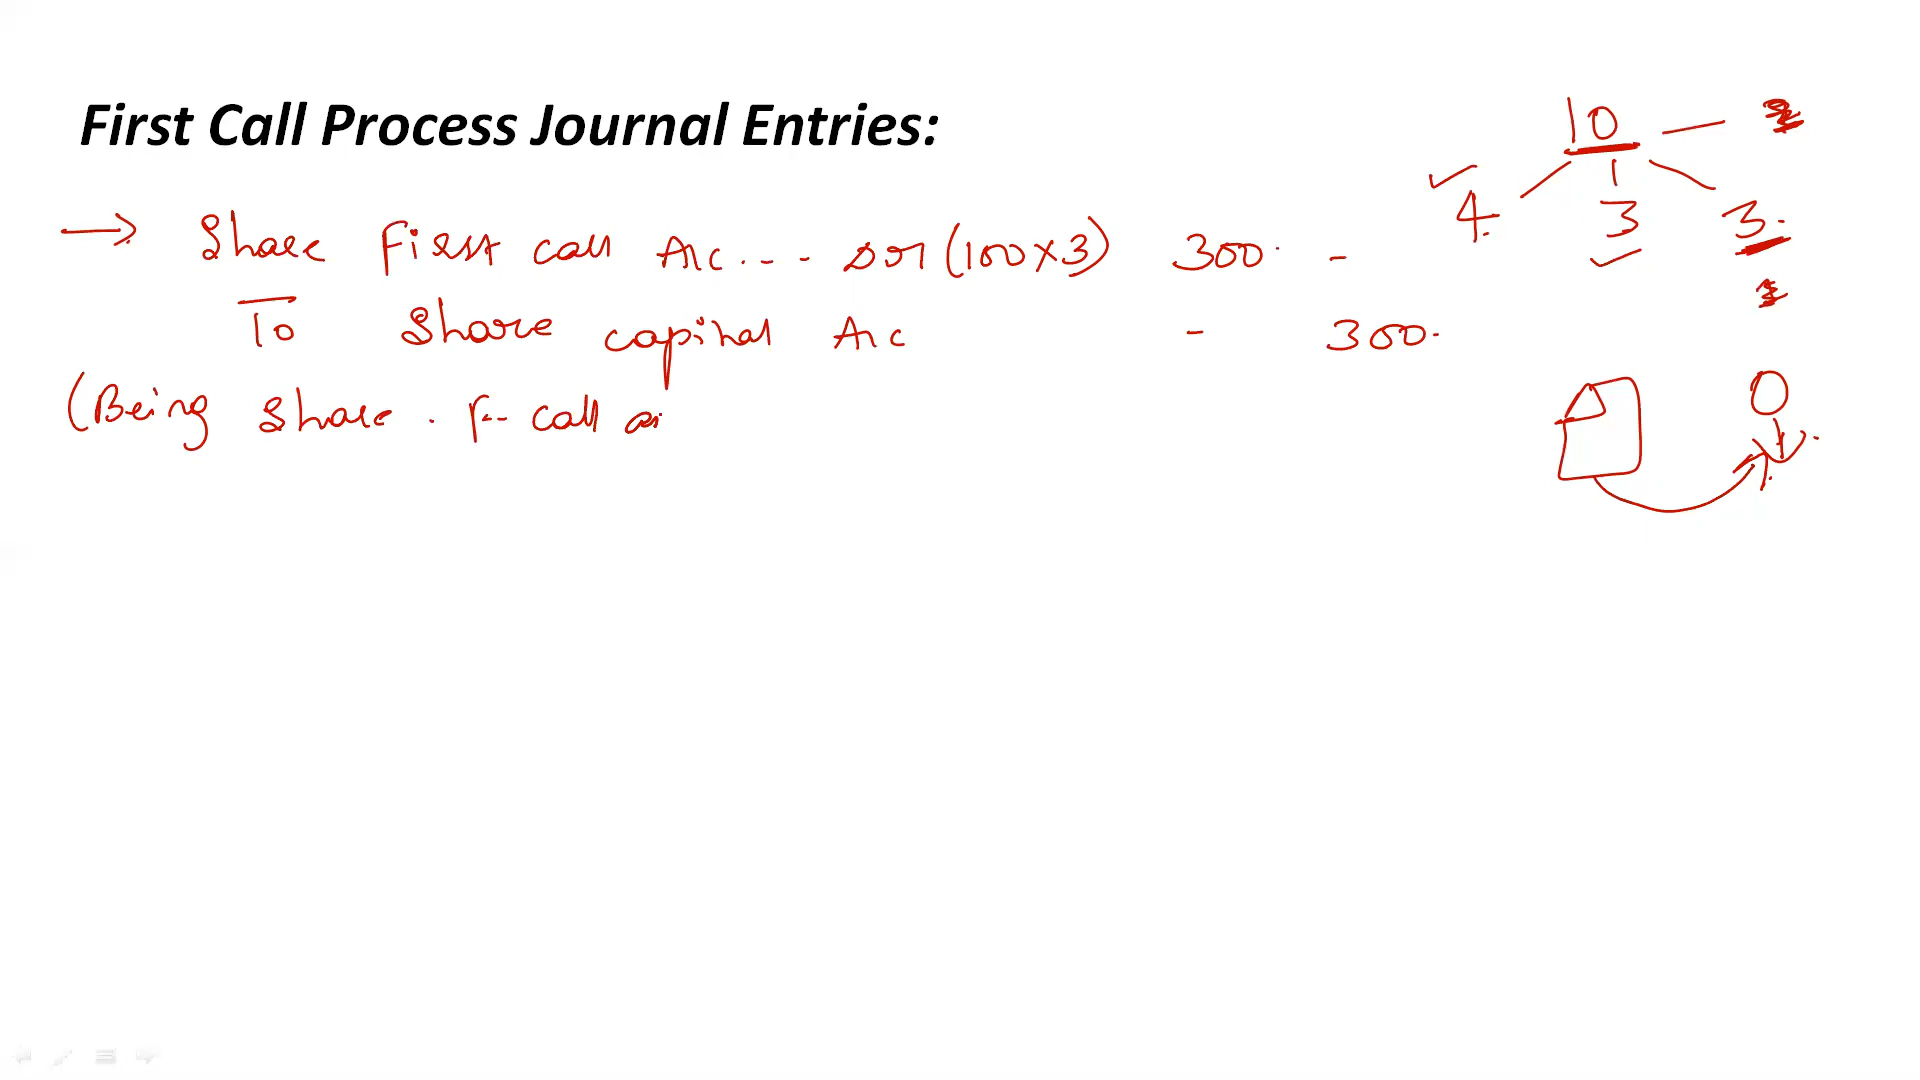 First Call Process Journal Entries:
10
4 3 3.
→ Share First call A/c... Dr (100×3) 300 -
To Share capital A/c - 300
(Being Share. F-- call